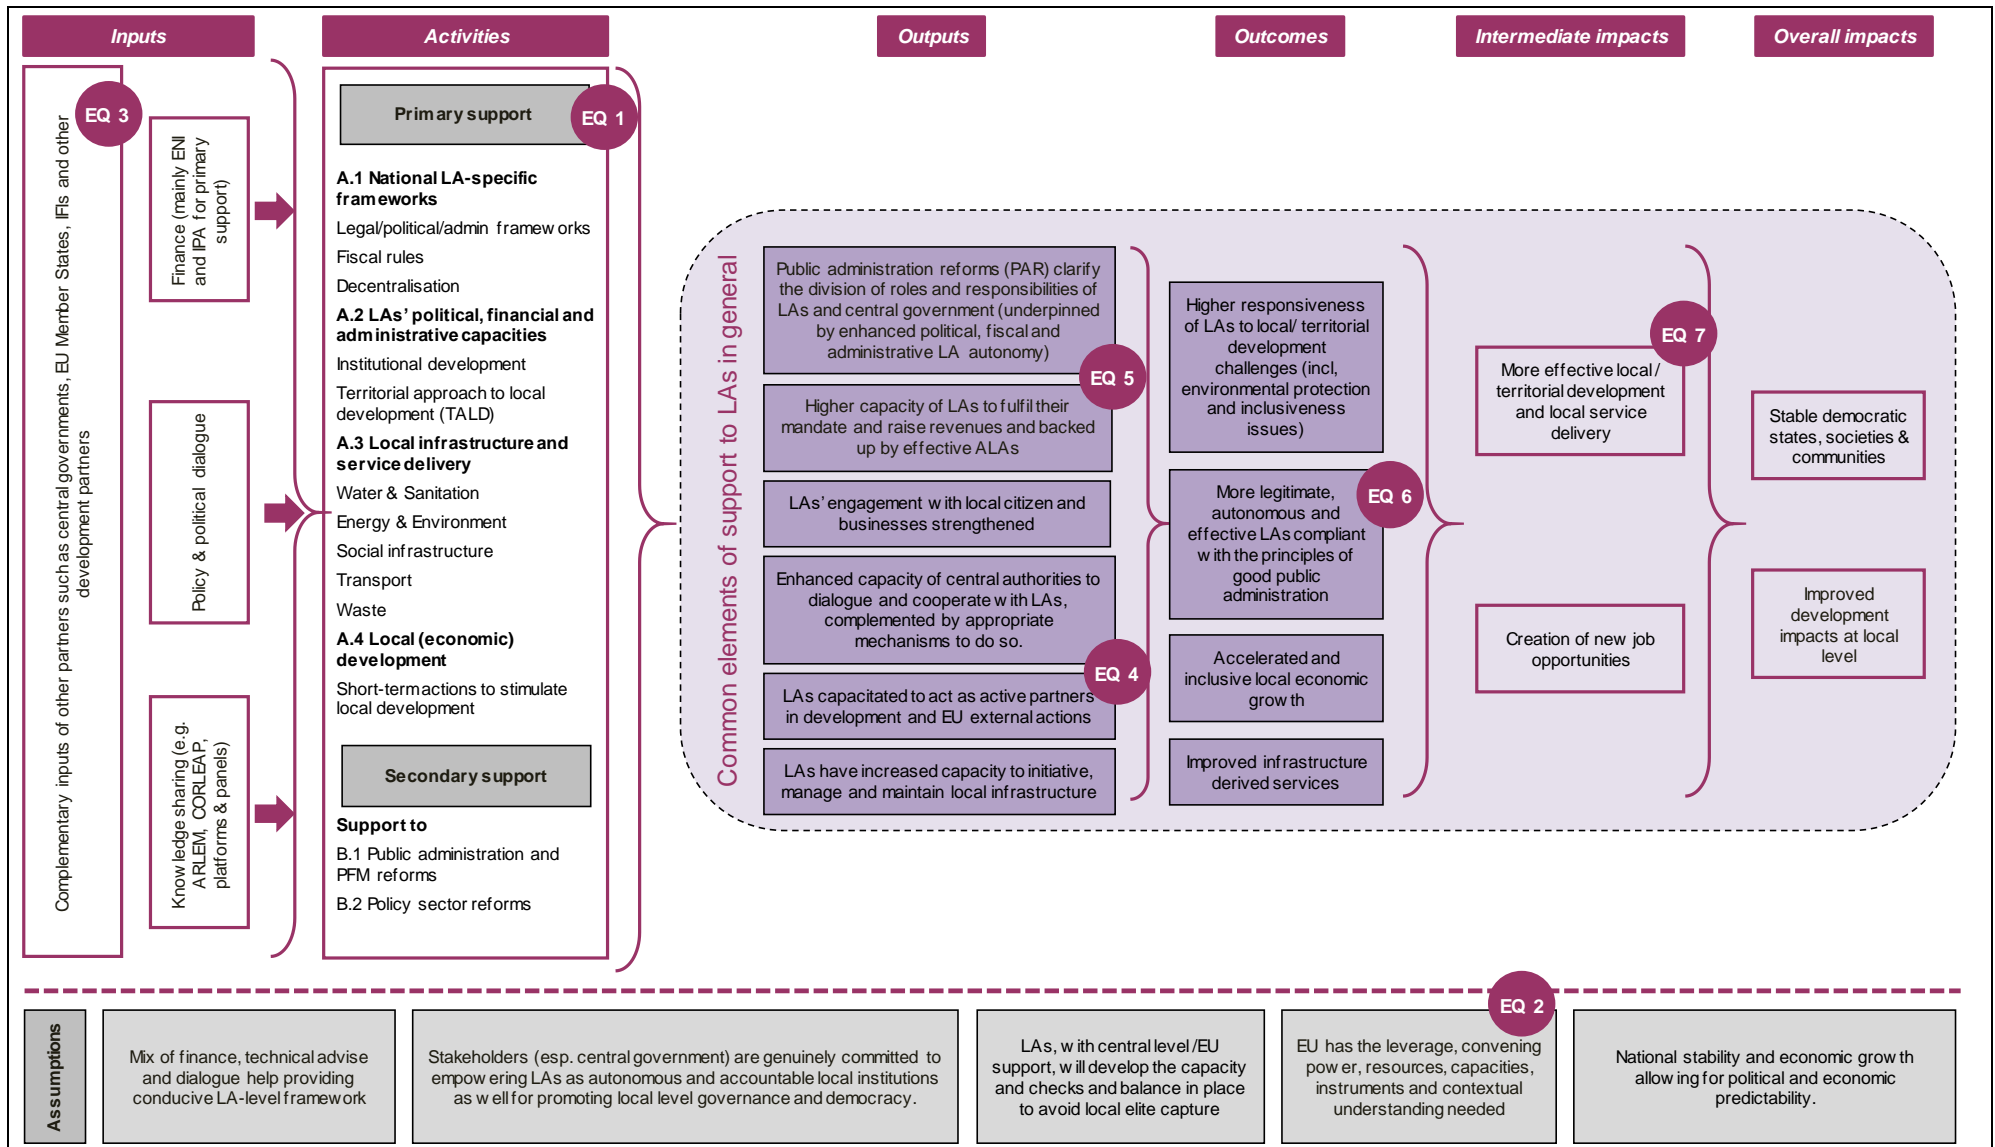 Inputs
Activities
Outputs
Outcomes
Intermediate impacts
Overall impacts
Complementary inputs of other partners such as central governments, EU Member States, IFIs and other
development partners
EQ 3
Finance (mainly ENI
and IPA for primary
support)
Policy & political dialogue
Knowledge sharing (e.g.
ARLEM, CORLEAP,
platforms & panels)
Primary support
EQ 1
A.1 National LA-specific
frameworks
Legal/political/admin frameworks
Fiscal rules
Decentralisation
A.2 LAs' political, financial and
administrative capacities
Institutional development
Territorial approach to local
development (TALD)
A.3 Local infrastructure and
service delivery
Water & Sanitation
Energy & Environment
Social infrastructure
Transport
Waste
A.4 Local (economic)
development
Short-term actions to stimulate
local development
Secondary support
Support to
B.1 Public administration and
PFM reforms
B.2 Policy sector reforms
Common elements of support to LAs in general
Public administration reforms (PAR) clarify
the division of roles and responsibilities of
LAs and central government (underpinned
by enhanced political, fiscal and
administrative LA autonomy)
EQ 5
Higher capacity of LAs to fulfil their
mandate and raise revenues and backed
up by effective ALAs
LAs' engagement with local citizen and
businesses strengthened
Enhanced capacity of central authorities to
dialogue and cooperate with LAs,
complemented by appropriate
mechanisms to do so.
EQ 4
LAs capacitated to act as active partners
in development and EU external actions
LAs have increased capacity to initiative,
manage and maintain local infrastructure
Higher responsiveness
of LAs to local/ territorial
development
challenges (incl,
environmental protection
and inclusiveness
issues)
More legitimate,
autonomous and
effective LAs compliant
with the principles of
good public
administration
EQ 6
Accelerated and
inclusive local economic
growth
Improved infrastructure
derived services
EQ 7
More effective local /
territorial development
and local service
delivery
Creation of new job
opportunities
Stable democratic
states, societies &
communities
Improved
development
impacts at local
level
Assumptions
Mix of finance, technical advise
and dialogue help providing
conducive LA-level framework
Stakeholders (esp. central government) are genuinely committed to
empowering LAs as autonomous and accountable local institutions
as well for promoting local level governance and democracy.
LAs, with central level /EU
support, will develop the capacity
and checks and balance in place
to avoid local elite capture
EQ 2
EU has the leverage, convening
power, resources, capacities,
instruments and contextual
understanding needed
National stability and economic growth
allowing for political and economic
predictability.